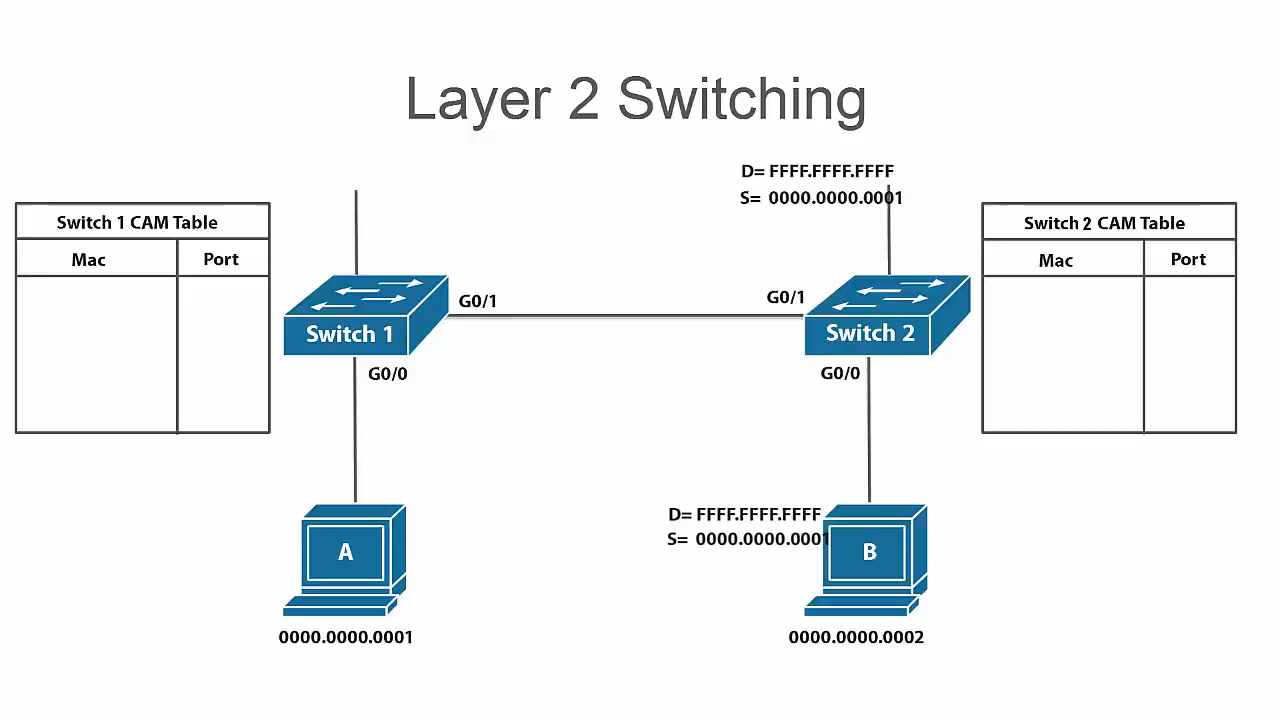 Layer 2 Switching
D= FFFF.FFFF.FFFF
S= 0000.0000.0001
Switch 1 CAM Table
Mac
Port
Switch 2 CAM Table
Mac
Port
G0/1
G0/1
Switch 1
Switch 2
G0/0
G0/0
D= FFFF.FFFF.FFFF
S= 0000.0000.0001
A
B
0000.0000.0001
0000.0000.0002